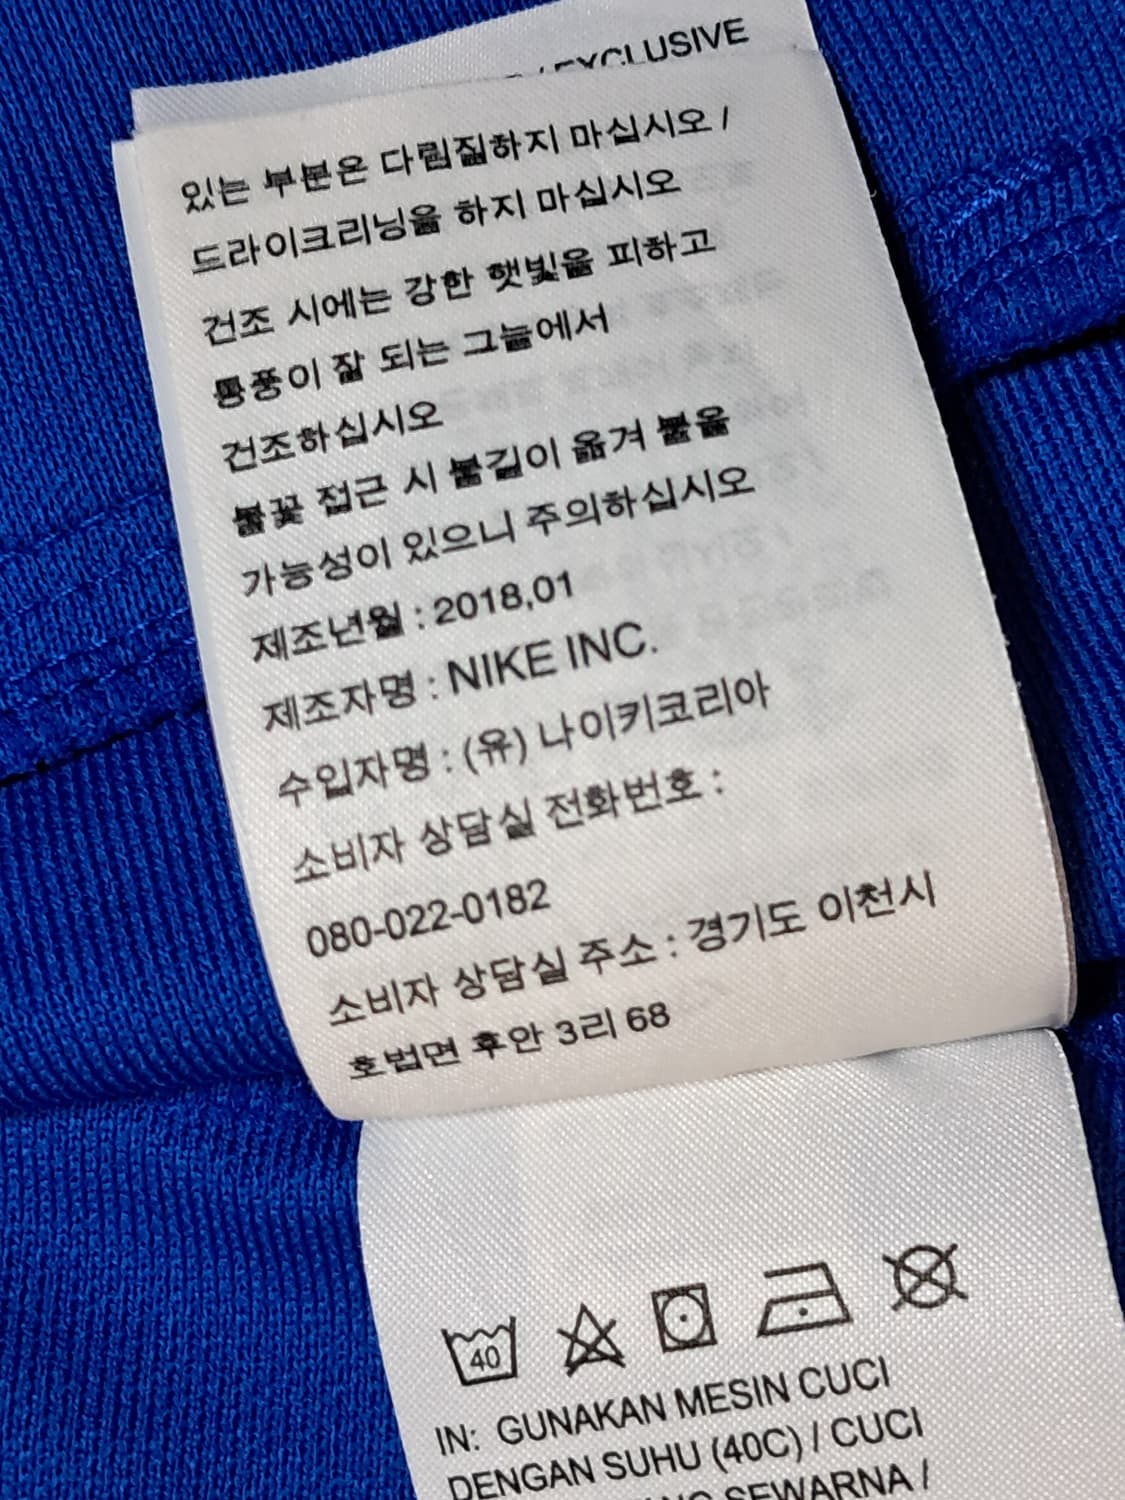 EXCLUSIVE
있는 부분은 다림질하지 마십시오 /
드라이크리닝을 하지 마십시오
건조 시에는 강한 햇빛을 피하고
통풍이 잘 되는 그늘에서
건조하십시오
불꽃 접근 시 불길이 옮겨 붙을
가능성이 있으니 주의하십시오
제조년월 : 2018,01
제조자명 : NIKE INC.
수입자명 : (유) 나이키코리아
소비자 상담실 전화번호 :
080-022-0182
소비자 상담실 주소 : 경기도 이천시
호법면 후안 3리 68
40
IN: GUNAKAN MESIN CUCI
DENGAN SUHU (40C) / CUCI
SEWARNA /